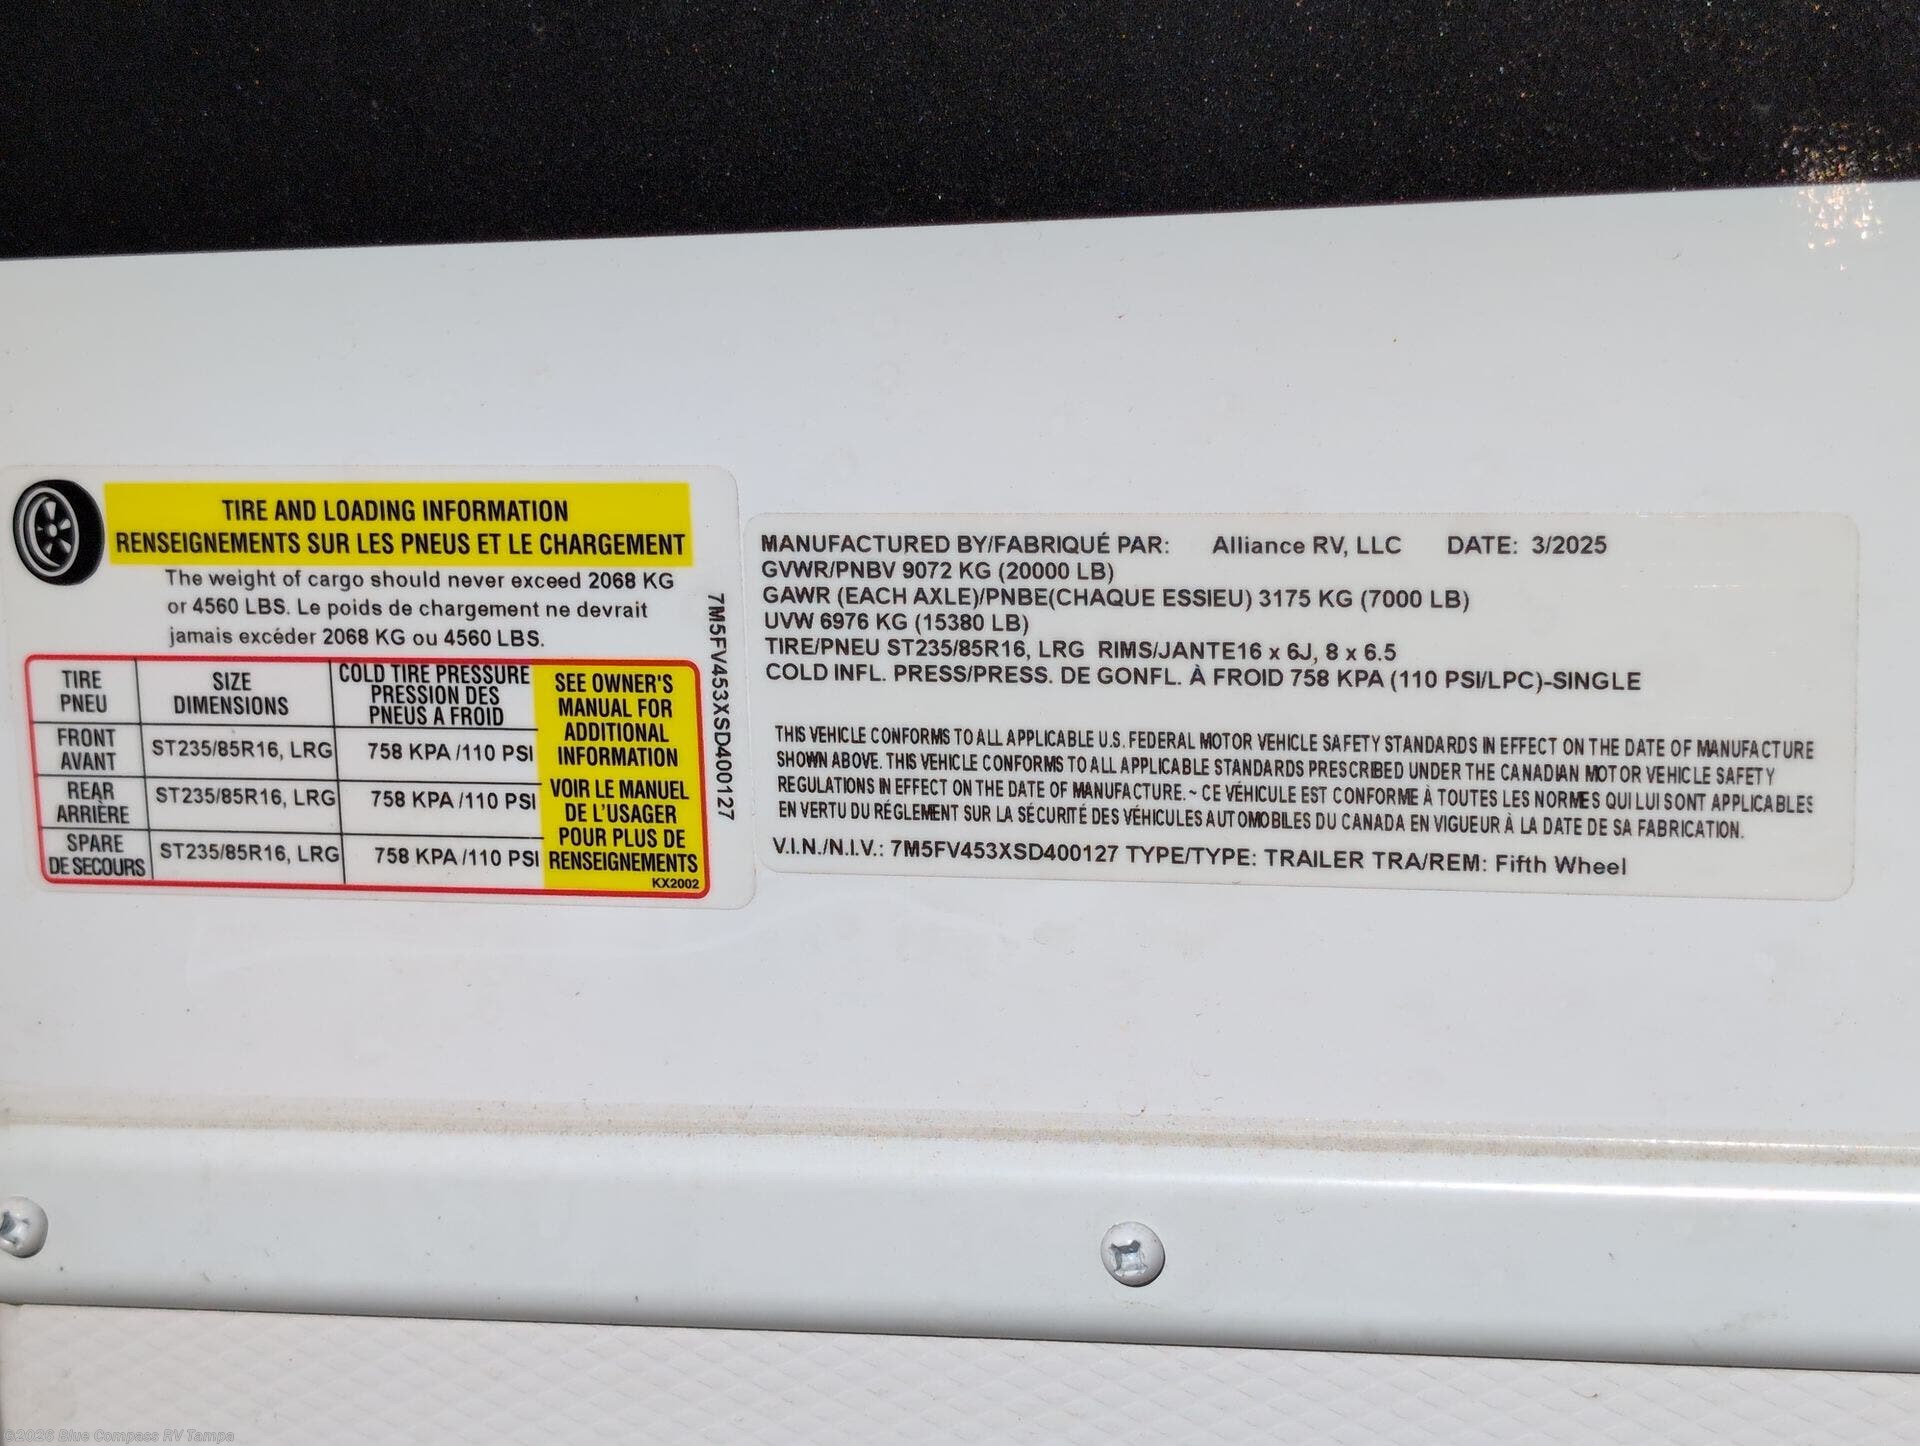 TIRE AND LOADING INFORMATION
RENSEIGNEMENTS SUR LES PNEUS ET LE CHARGEMENT
The weight of cargo should never exceed 2068 KG
or 4560 LBS. Le poids de chargement ne devrait
jamais excéder 2068 KG ou 4560 LBS.
TIRE PNEU SIZE DIMENSIONS COLD TIRE PRESSURE PRESSION DES PNEUS A FROID
FRONT AVANT ST235/85R16, LRG 758 KPA /110 PSI
REAR ARRIÈRE ST235/85R16, LRG 758 KPA /110 PSI
SPARE DE SECOURS ST235/85R16, LRG 758 KPA /110 PSI
SEE OWNER'S
MANUAL FOR
ADDITIONAL
INFORMATION
VOIR LE MANUEL
DE L'USAGER
POUR PLUS DE
RENSEIGNEMENTS
KX2002
7M5FV453XSD400127
MANUFACTURED BY/FABRIQUÉ PAR: Alliance RV, LLC DATE: 3/2025
GVWR/PNBV 9072 KG (20000 LB)
GAWR (EACH AXLE)/PNBE(CHAQUE ESSIEU) 3175 KG (7000 LB)
UVW 6976 KG (15380 LB)
TIRE/PNEU ST235/85R16, LRG RIMS/JANTE16 x 6J, 8 x 6.5
COLD INFL. PRESS/PRESS. DE GONFL. À FROID 758 KPA (110 PSI/LPC)-SINGLE
THIS VEHICLE CONFORMS TO ALL APPLICABLE U.S. FEDERAL MOTOR VEHICLE SAFETY STANDARDS IN EFFECT ON THE DATE OF MANUFACTURE
SHOWN ABOVE. THIS VEHICLE CONFORMS TO ALL APPLICABLE STANDARDS PRESCRIBED UNDER THE CANADIAN MOTOR VEHICLE SAFETY
REGULATIONS IN EFFECT ON THE DATE OF MANUFACTURE. ~ CE VÉHICULE EST CONFORME À TOUTES LES NORMES QUI LUI SONT APPLICABLES
EN VERTU DU RÉGLEMENT SUR LA SÉCURITÉ DES VÉHICULES AUTOMOBILES DU CANADA EN VIGUEUR À LA DATE DE SA FABRICATION.
V.I.N./N.I.V.: 7M5FV453XSD400127 TYPE/TYPE: TRAILER TRA/REM: Fifth Wheel
©2026 Blue Compass RV Tampa